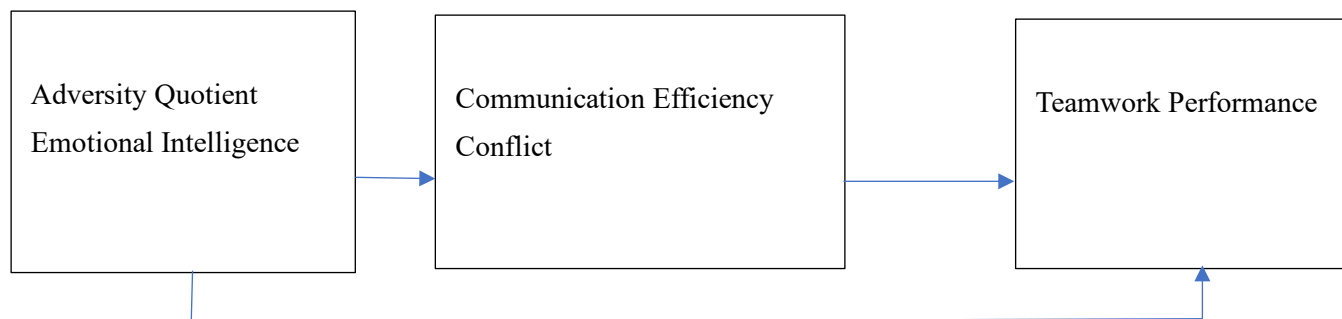 Adversity Quotient
Emotional Intelligence
Communication Efficiency
Conflict
Teamwork Performance